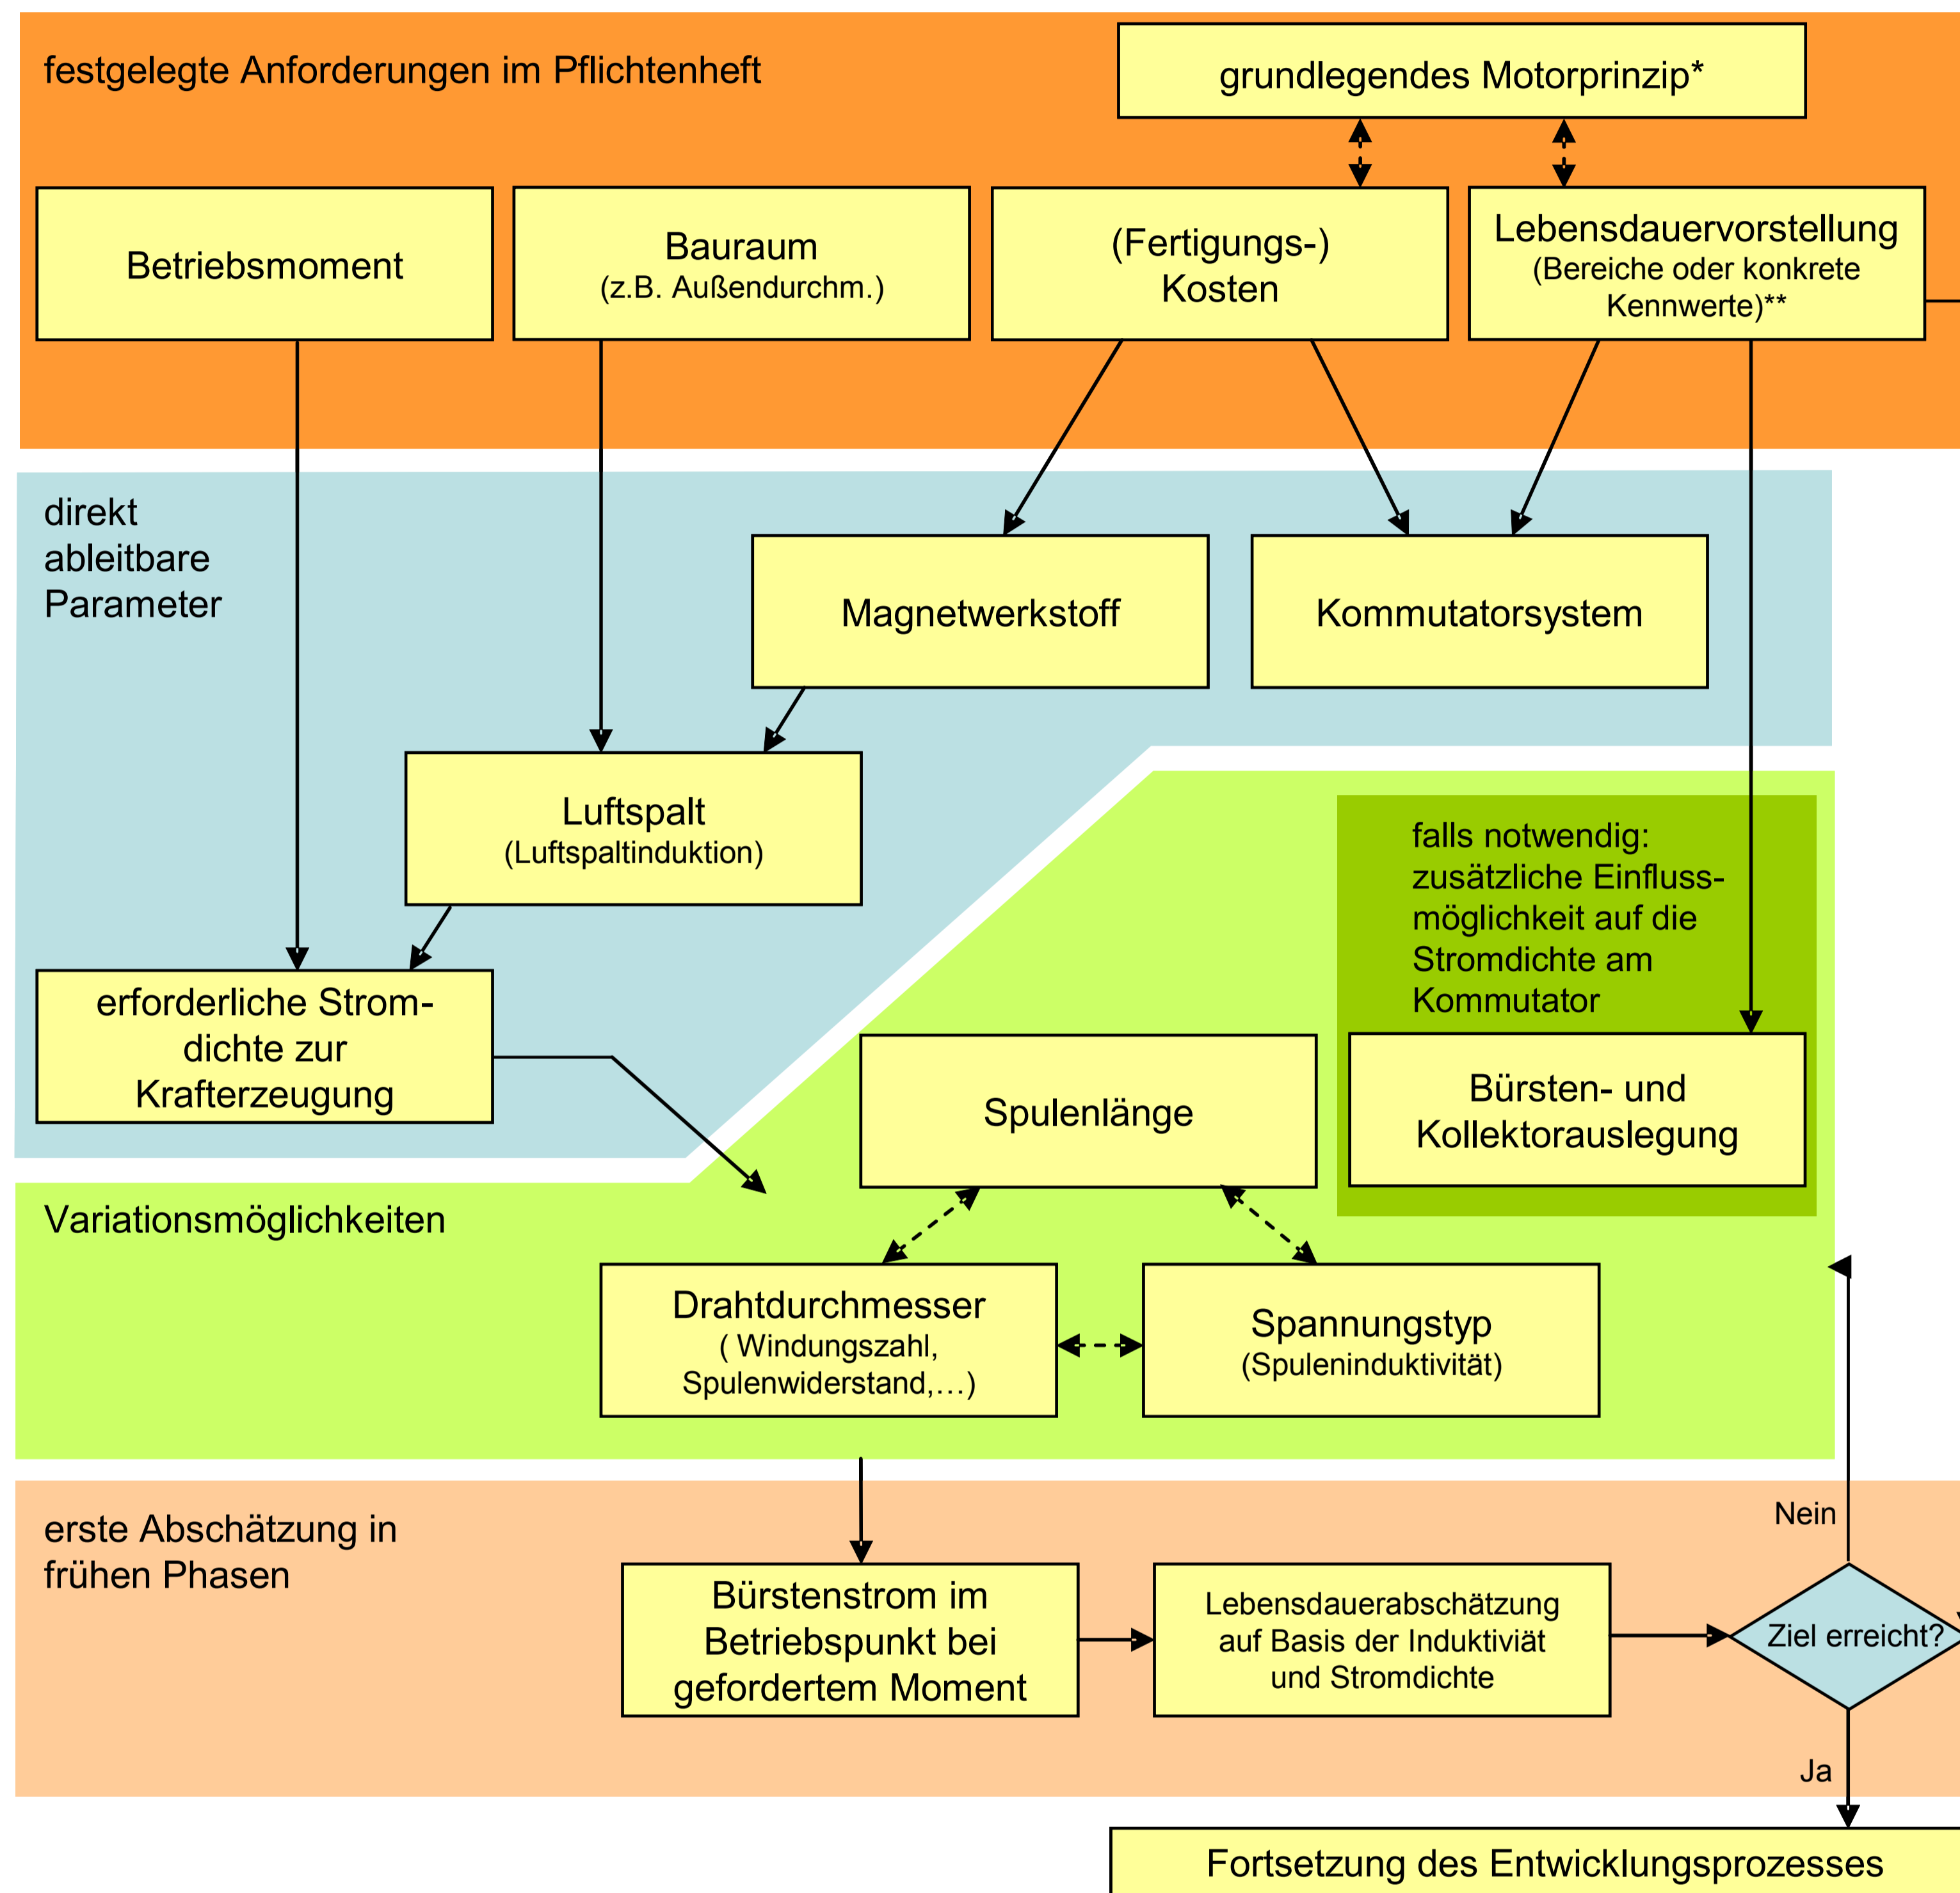 festgelegte Anforderungen im Pflichtenheft
grundlegendes Motorprinzip*
Betriebsmoment
Bauraum
(z.B. Außendurchm.)
(Fertigungs-)
Kosten
Lebensdauervorstellung
(Bereiche oder konkrete
Kennwerte)**
direkt
ableitbare
Parameter
Magnetwerkstoff
Kommutatorsystem
Luftspalt
(Luftspaltinduktion)
falls notwendig:
zusätzliche Einfluss-
möglichkeit auf die
Stromdichte am
Kommutator
erforderliche Strom-
dichte zur
Krafterzeugung
Spulenlänge
Bürsten- und
Kollektorauslegung
Variationsmöglichkeiten
Drahtdurchmesser
( Windungszahl,
Spulenwiderstand,…)
Spannungstyp
(Spuleninduktivität)
erste Abschätzung in
frühen Phasen
Nein
Bürstenstrom im
Betriebspunkt bei
gefordertem Moment
Lebensdauerabschätzung
auf Basis der Induktiviät
und Stromdichte
Ziel erreicht?
Ja
Fortsetzung des Entwicklungsprozesses